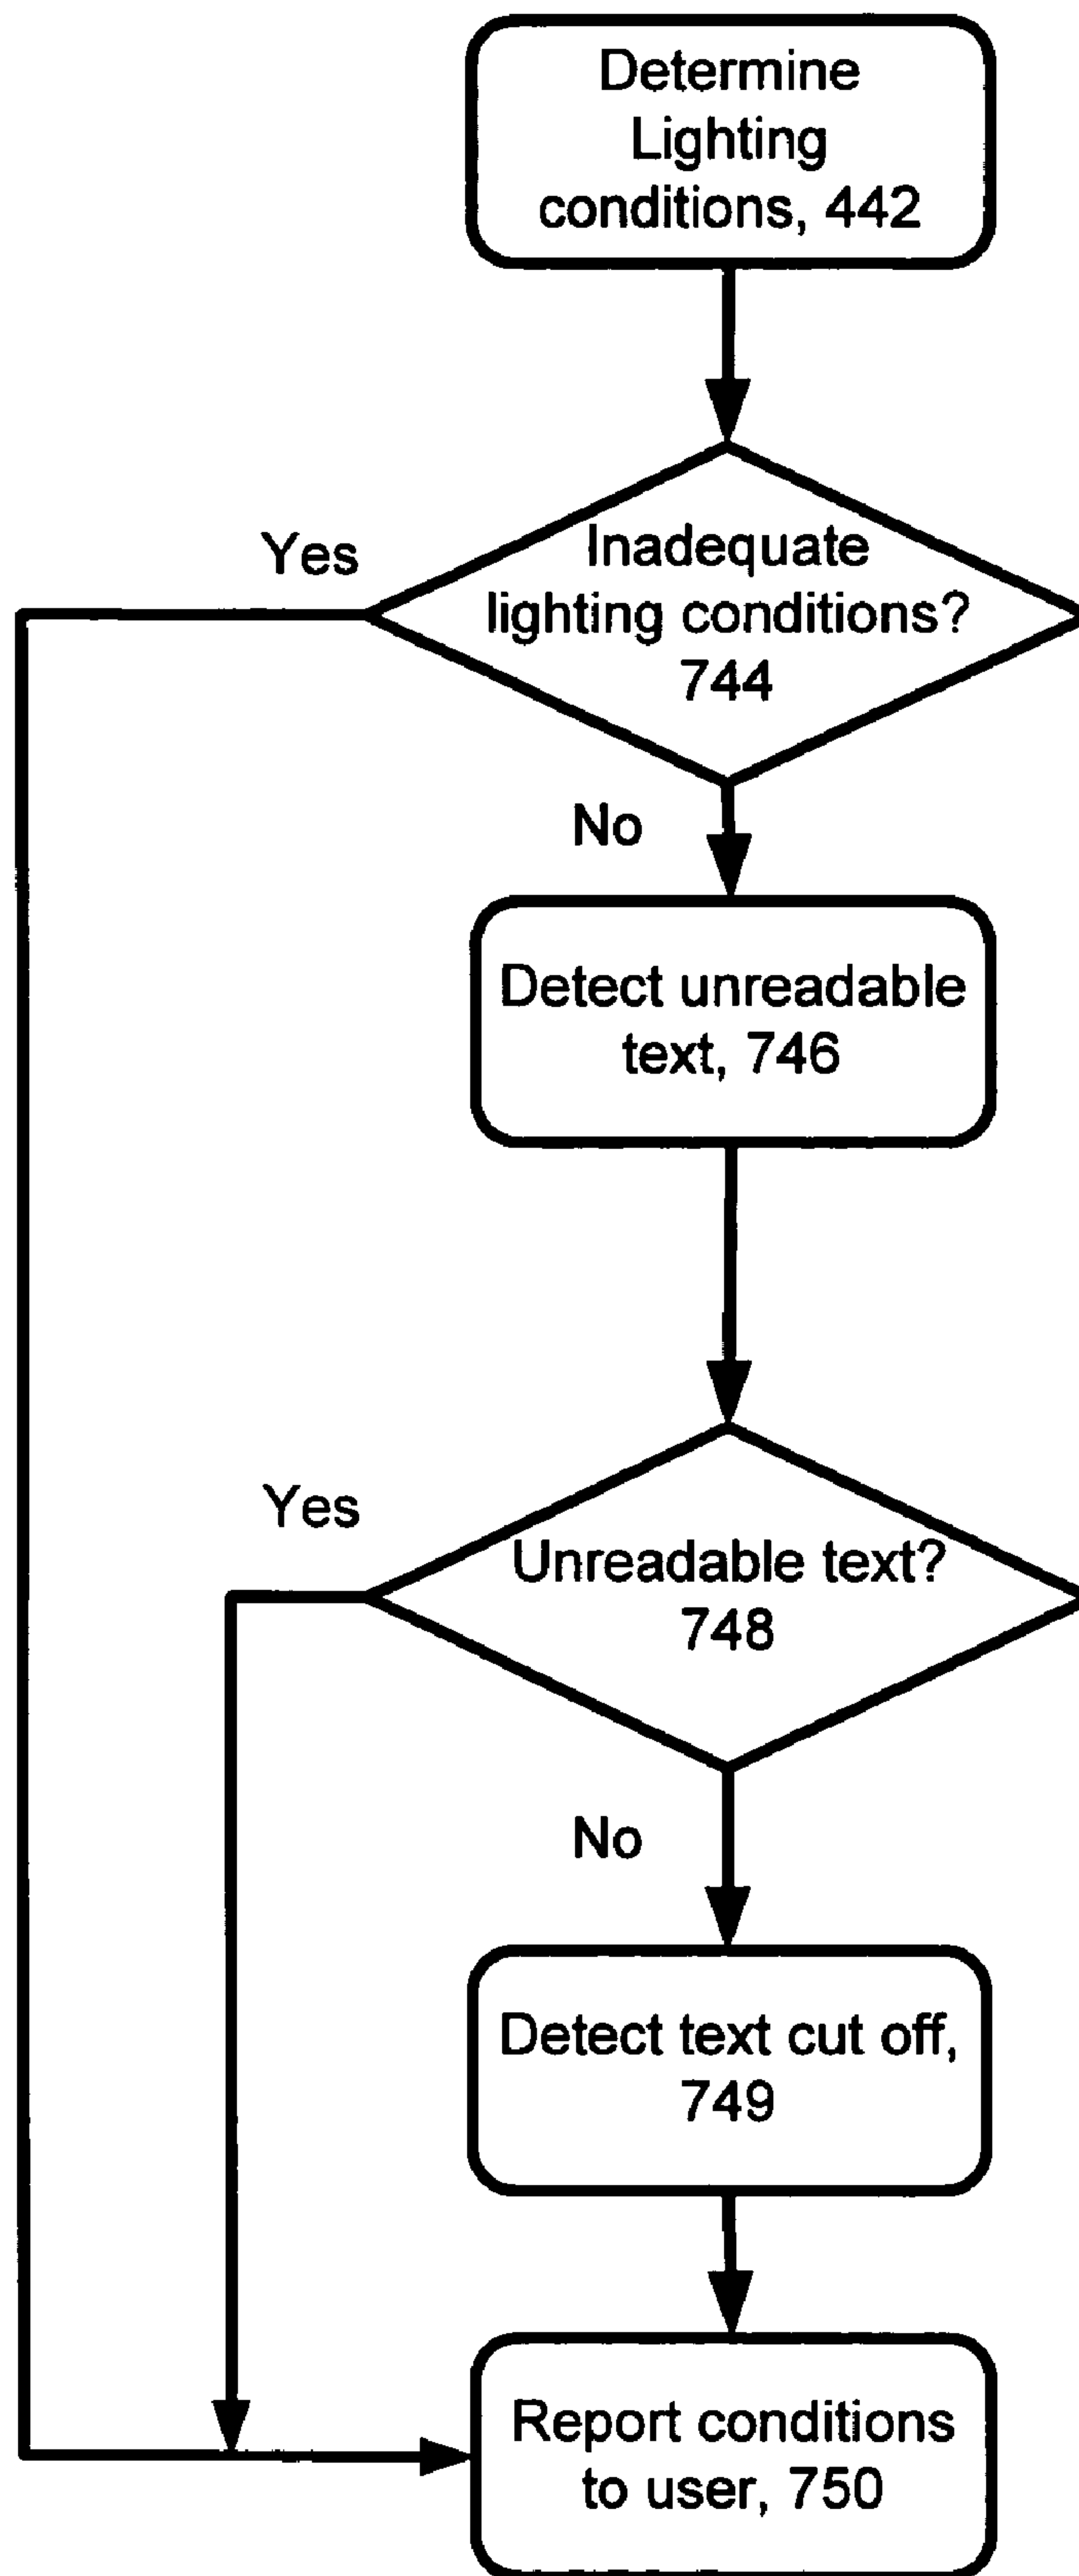 Determine
Lighting
conditions, 442
Yes
Inadequate
lighting conditions?
744
No
Detect unreadable
text, 746
Yes
Unreadable text?
748
No
Detect text cut off,
749
Report conditions
to user, 750